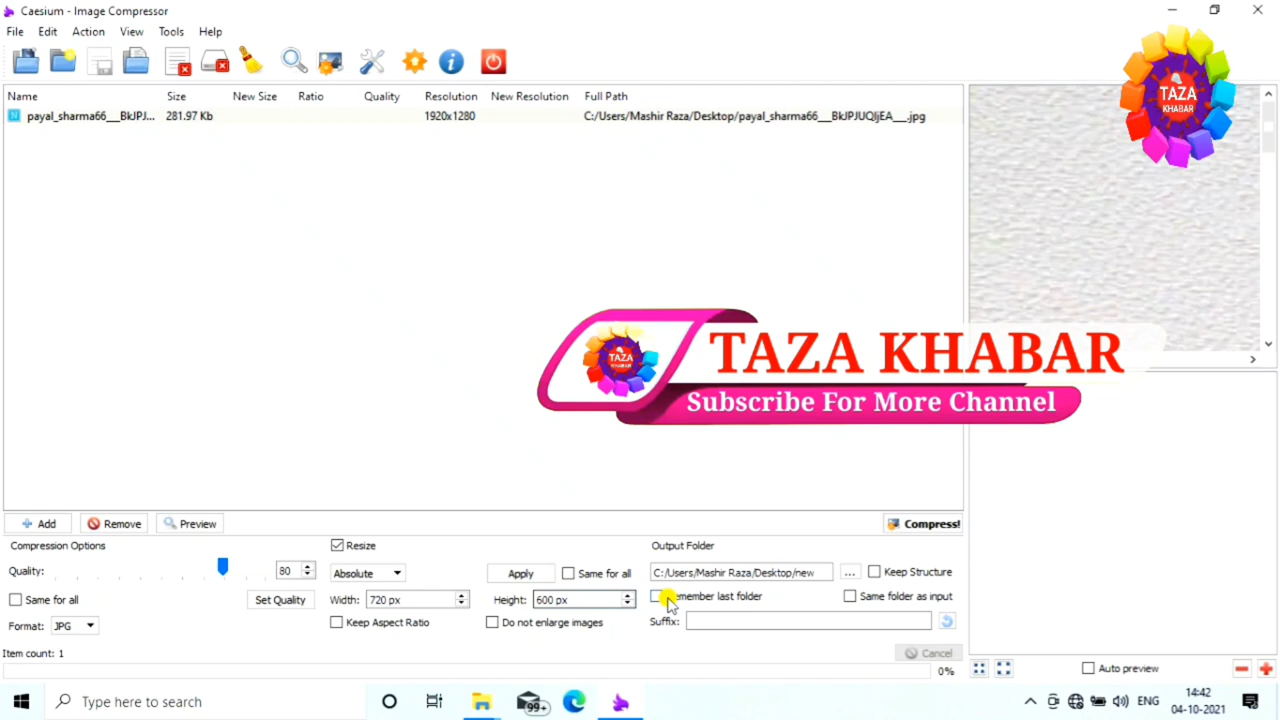 Caesium - Image Compressor
File Edit Action View Tools Help
TAZA
KHABAR
Name Size New Size Ratio Quality Resolution New Resolution Full Path
payal_sharma66___BkJPJ... 281.97 Kb 1920x1280 C:/Users/Mashir Raza/Desktop/payal_sharma66___BkJPJUQljEA___.jpg
TAZA
KHABAR
TAZA KHABAR
Subscribe For More Channel
Add Remove Preview Compress!
Compression Options Resize Output Folder
Quality: 80 Absolute Apply Same for all C:/Users/Mashir Raza/Desktop/new ... Keep Structure
Same for all Set Quality Width: 720 px Height: 600 px last folder Same folder as input
Format: JPG Keep Aspect Ratio Do not enlarge images Suffix:
Item count: 1 Cancel
0% Auto preview
Type here to search 99+ ENG 14:42
04-10-2021